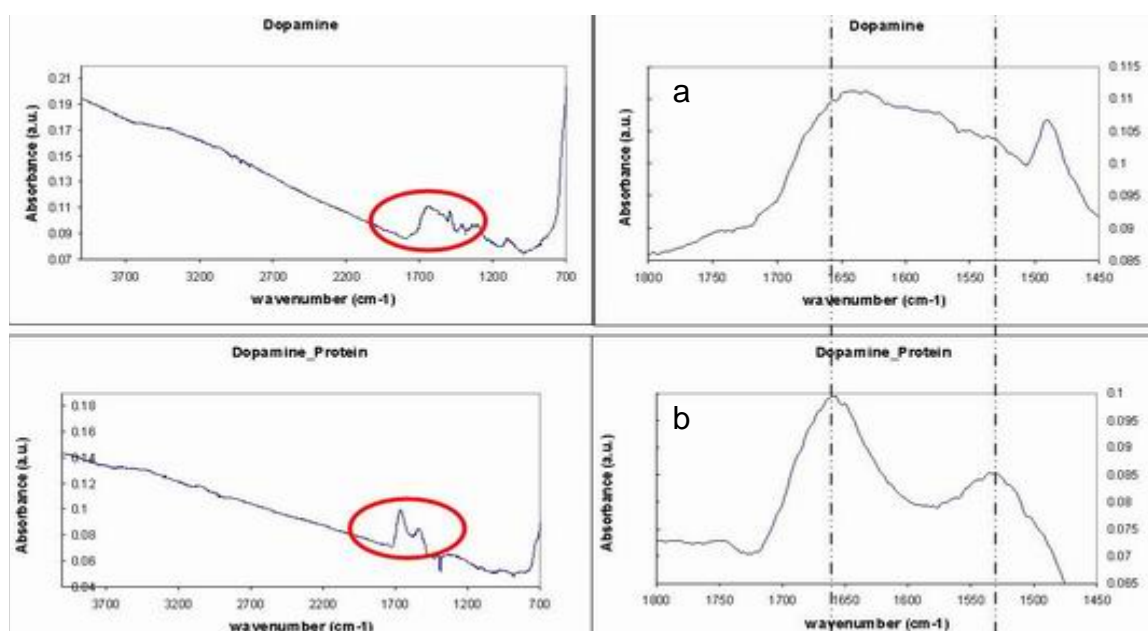 Dopamine
Absorbance (a.u.)
0.21
0.19
0.17
0.15
0.13
0.11
0.09
0.07
3700 3200 2700 2200 1700 1200 700
wavenumber (cm-1)
Dopamine
a
Absorbance (a.u.)
0.115
0.11
0.105
0.1
0.095
0.09
0.085
1800 1750 1700 1650 1600 1550 1500 1450
wavenumber (cm-1)
Dopamine_Protein
Absorbance (a.u.)
0.18
0.16
0.14
0.12
0.1
0.08
0.06
0.04
3700 3200 2700 2200 1700 1200 700
wavenumber (cm-1)
Dopamine_Protein
b
Absorbance (a.u.)
0.1
0.095
0.09
0.085
0.08
0.075
0.07
0.065
1800 1750 1700 1650 1600 1550 1500 1450
wavenumber (cm-1)